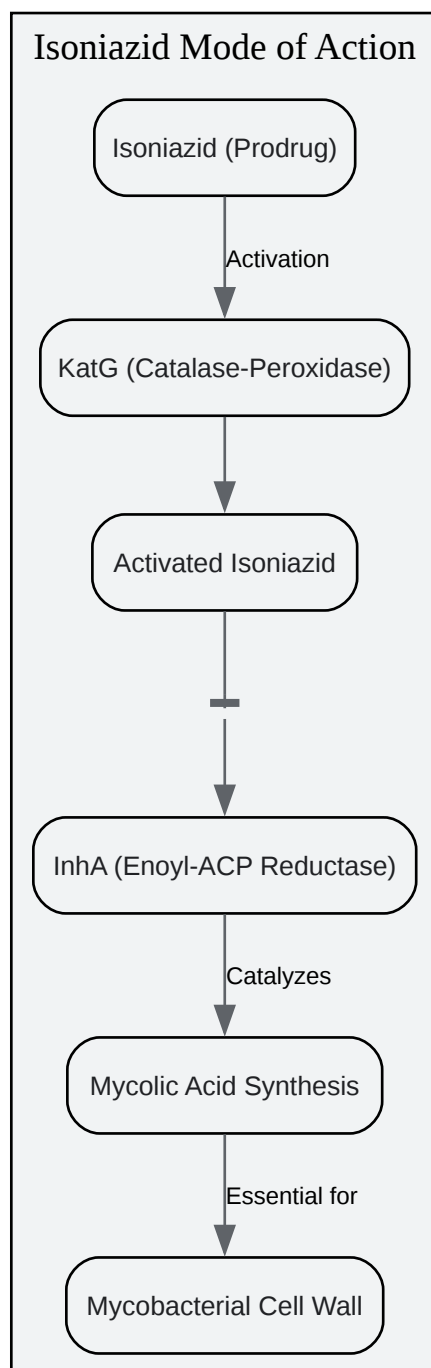 Isoniazid Mode of Action
Isoniazid (Prodrug)
Activation
KatG (Catalase-Peroxidase)
Activated Isoniazid
InhA (Enoyl-ACP Reductase)
Catalyzes
Mycolic Acid Synthesis
Essential for
Mycobacterial Cell Wall